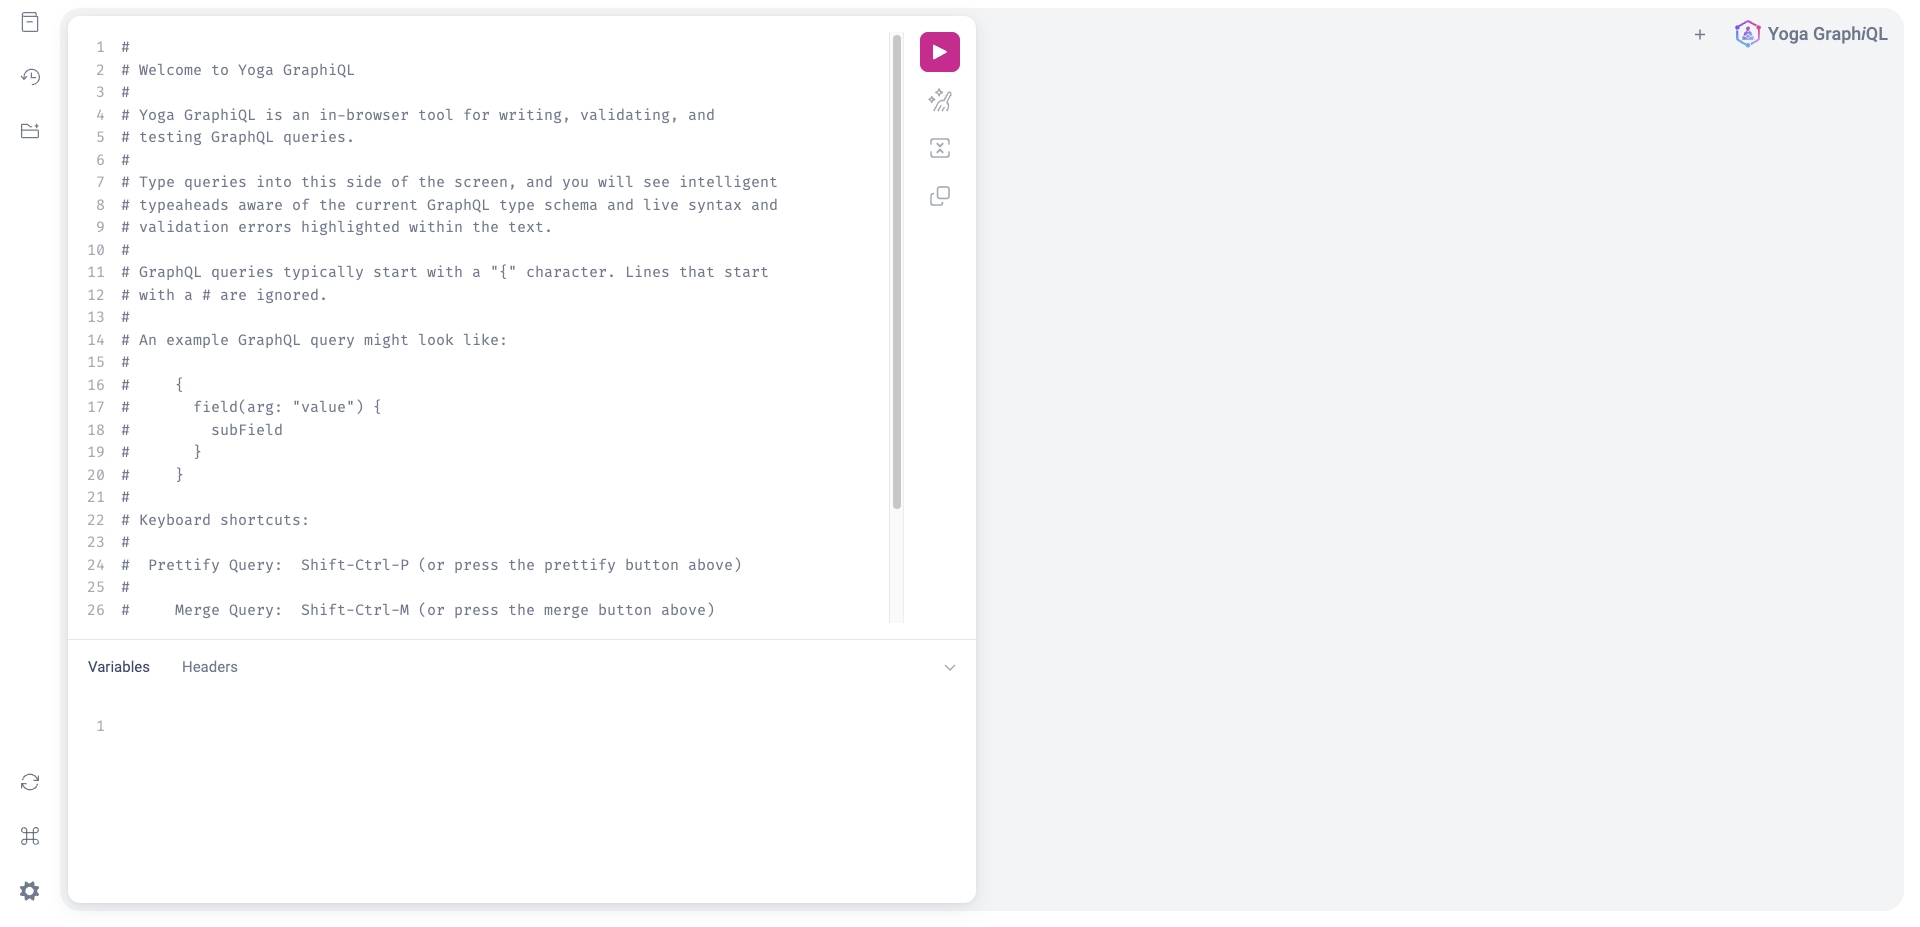 1 #
2 # Welcome to Yoga GraphiQL
3 #
4 # Yoga GraphiQL is an in-browser tool for writing, validating, and
5 # testing GraphQL queries.
6 #
7 # Type queries into this side of the screen, and you will see intelligent
8 # typeaheads aware of the current GraphQL type schema and live syntax and
9 # validation errors highlighted within the text.
10 #
11 # GraphQL queries typically start with a "{" character. Lines that start
12 # with a # are ignored.
13 #
14 # An example GraphQL query might look like:
15 #
16 #     {
17 #       field(arg: "value") {
18 #         subField
19 #       }
20 #     }
21 #
22 # Keyboard shortcuts:
23 #
24 #  Prettify Query:  Shift-Ctrl-P (or press the prettify button above)
25 #
26 #     Merge Query:  Shift-Ctrl-M (or press the merge button above)
Variables Headers
1
+ Yoga GraphiQL